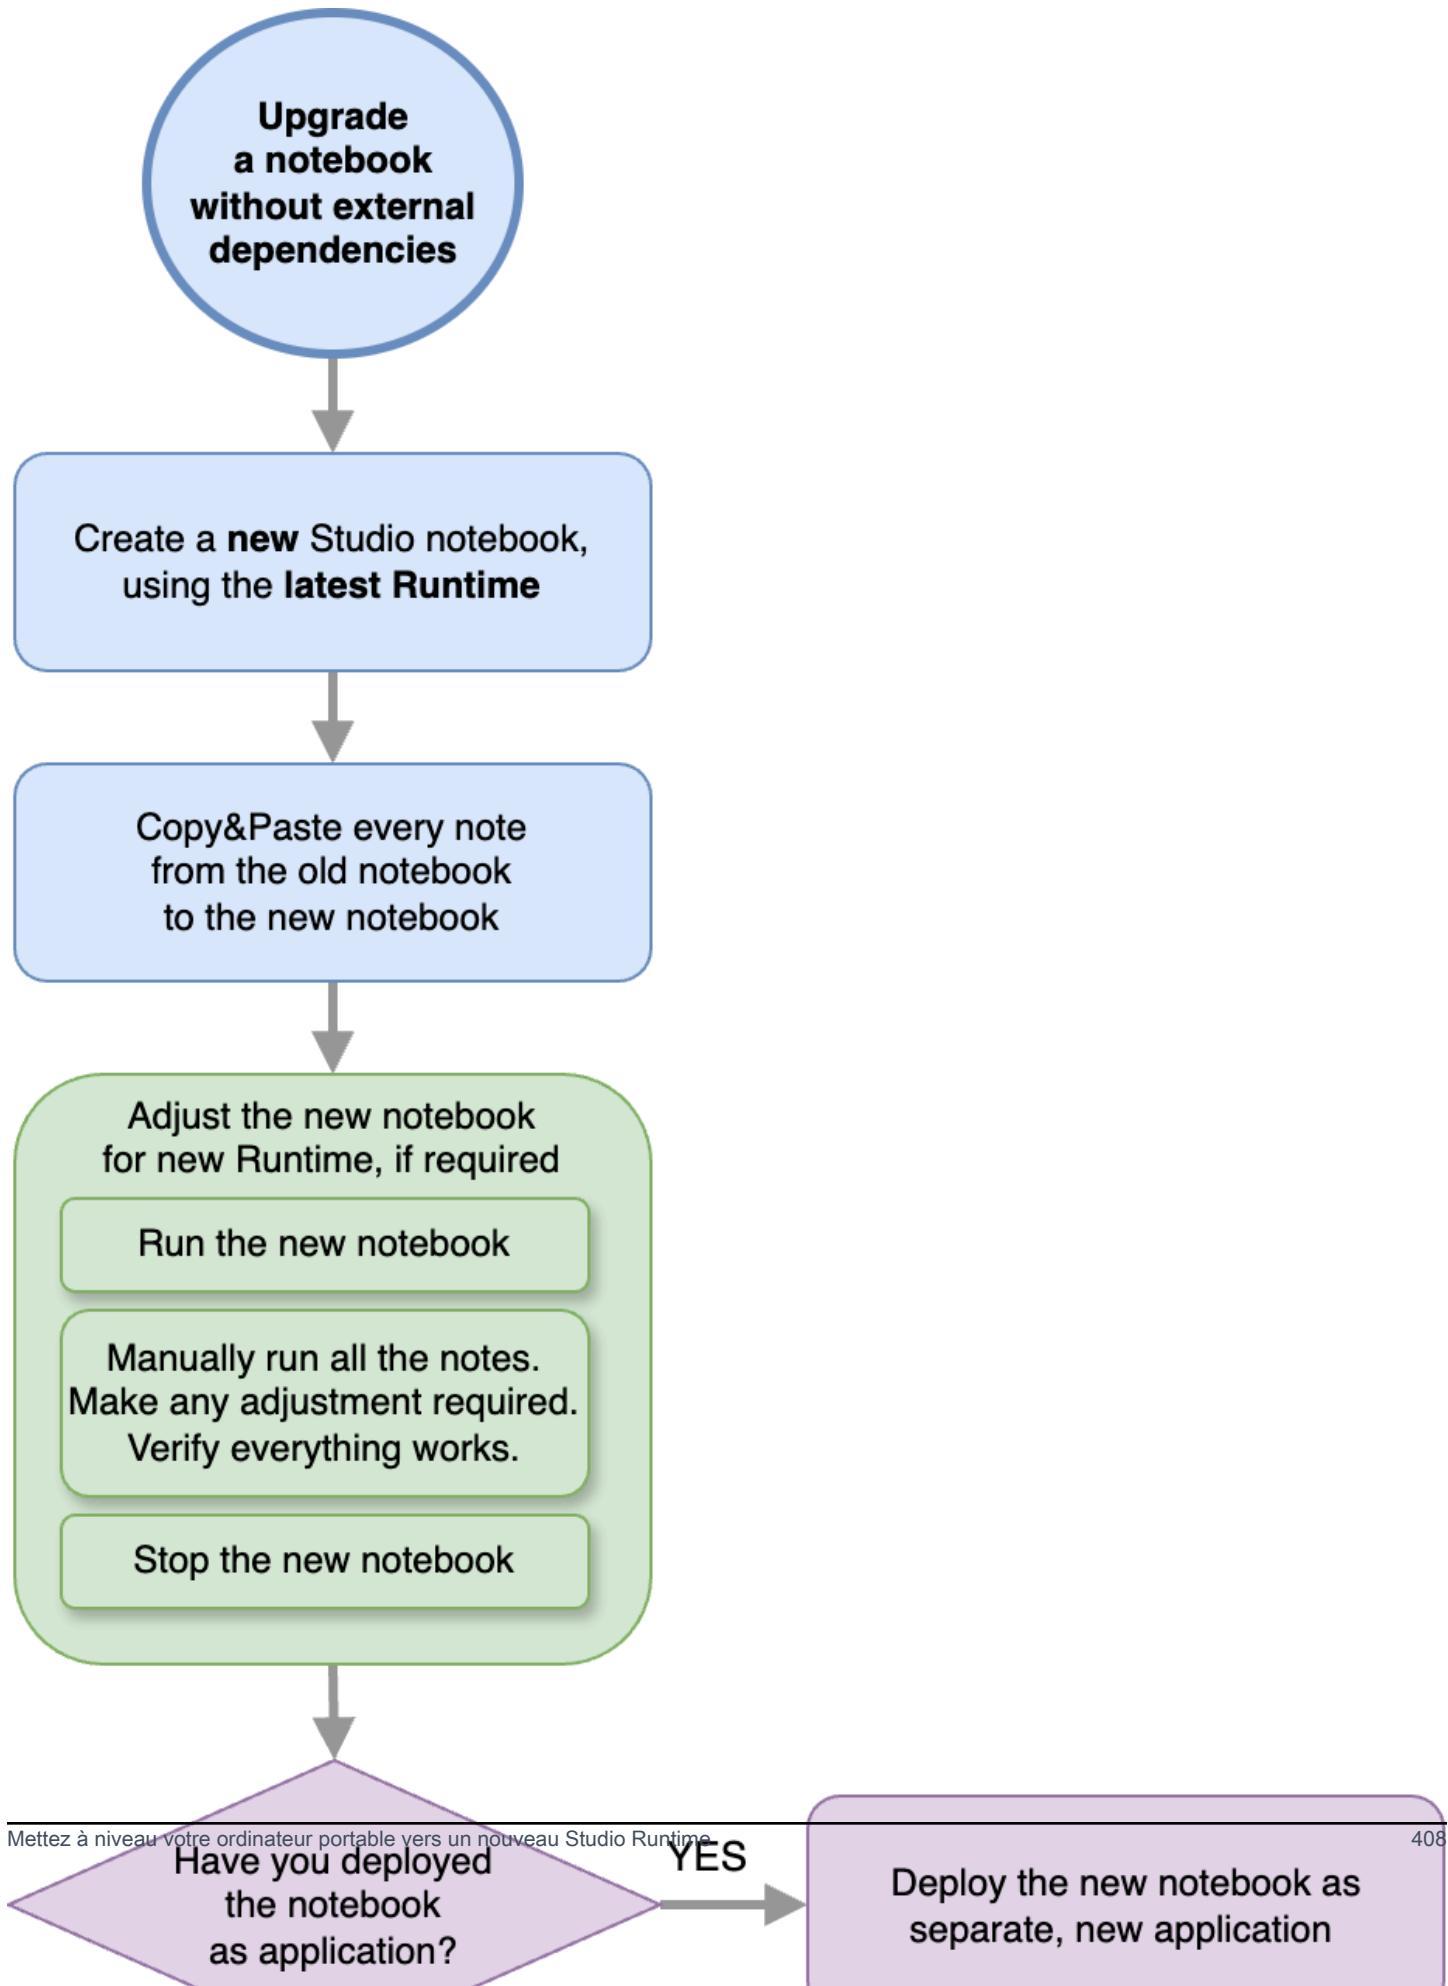 Upgrade
a notebook
without external
dependencies
Create a new Studio notebook,
using the latest Runtime
Copy&Paste every note
from the old notebook
to the new notebook
Adjust the new notebook
for new Runtime, if required
Run the new notebook
Manually run all the notes.
Make any adjustment required.
Verify everything works.
Stop the new notebook
Mettez à niveau votre ordinateur portable vers un nouveau Studio Runtime
408
Have you deployed
the notebook
as application?
YES
Deploy the new notebook as
separate, new application